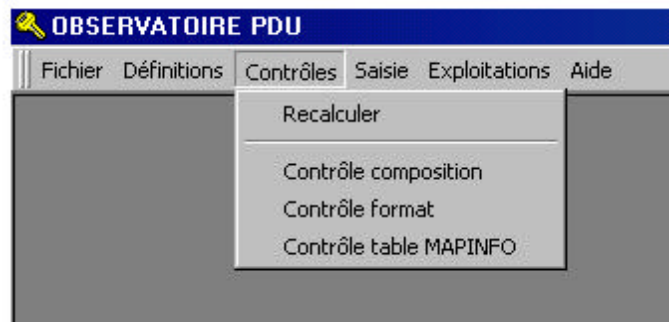 OBSERVATOIRE PDU
Fichier Définitions Contrôles Saisie Exploitations Aide
Recalculer
Contrôle composition
Contrôle format
Contrôle table MAPINFO